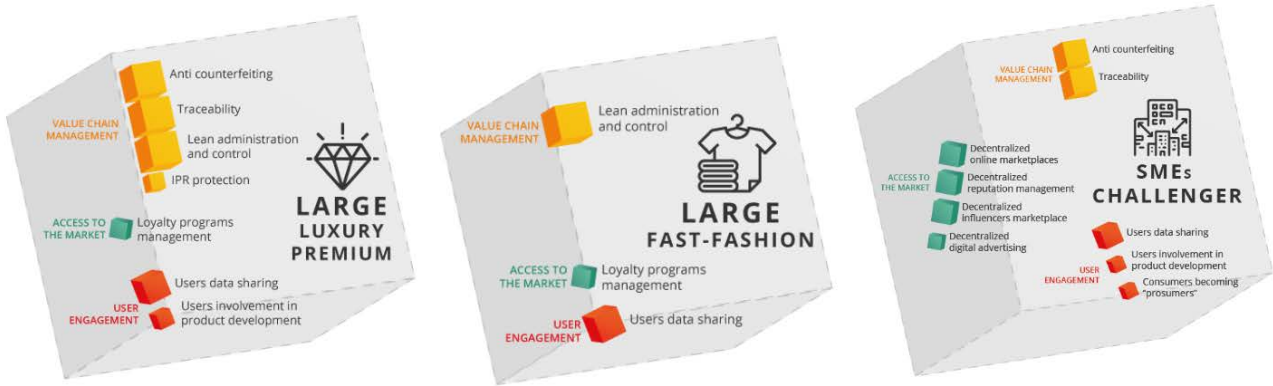 Anti counterfeiting
Traceability
VALUE CHAIN
MANAGEMENT
Lean administration
and control
IPR protection
ACCESS TO
THE MARKET
Loyalty programs
management
Users data sharing
USER
ENGAGEMENT
Users involvement in
product development
LARGE
LUXURY
PREMIUM
VALUE CHAIN
MANAGEMENT
Lean administration
and control
LARGE
FAST-FASHION
ACCESS TO
THE MARKET
Loyalty programs
management
USER
ENGAGEMENT
Users data sharing
VALUE CHAIN
MANAGEMENT
Anti counterfeiting
Traceability
ACCESS TO
THE MARKET
Decentralized
online marketplaces
Decentralized
reputation management
Decentralized
influencers marketplace
Decentralized
digital advertising
SMEs
CHALLENGER
Users data sharing
USER
ENGAGEMENT
Users involvement in
product development
Consumers becoming
"prosumers"